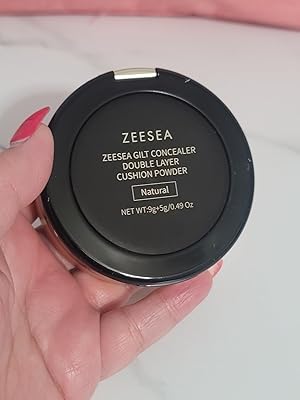 ZEESEA
ZEESEA GILT CONCEALER
DOUBLE LAYER
CUSHION POWDER
Natural
NET WT:9g+5g/0.49 Oz